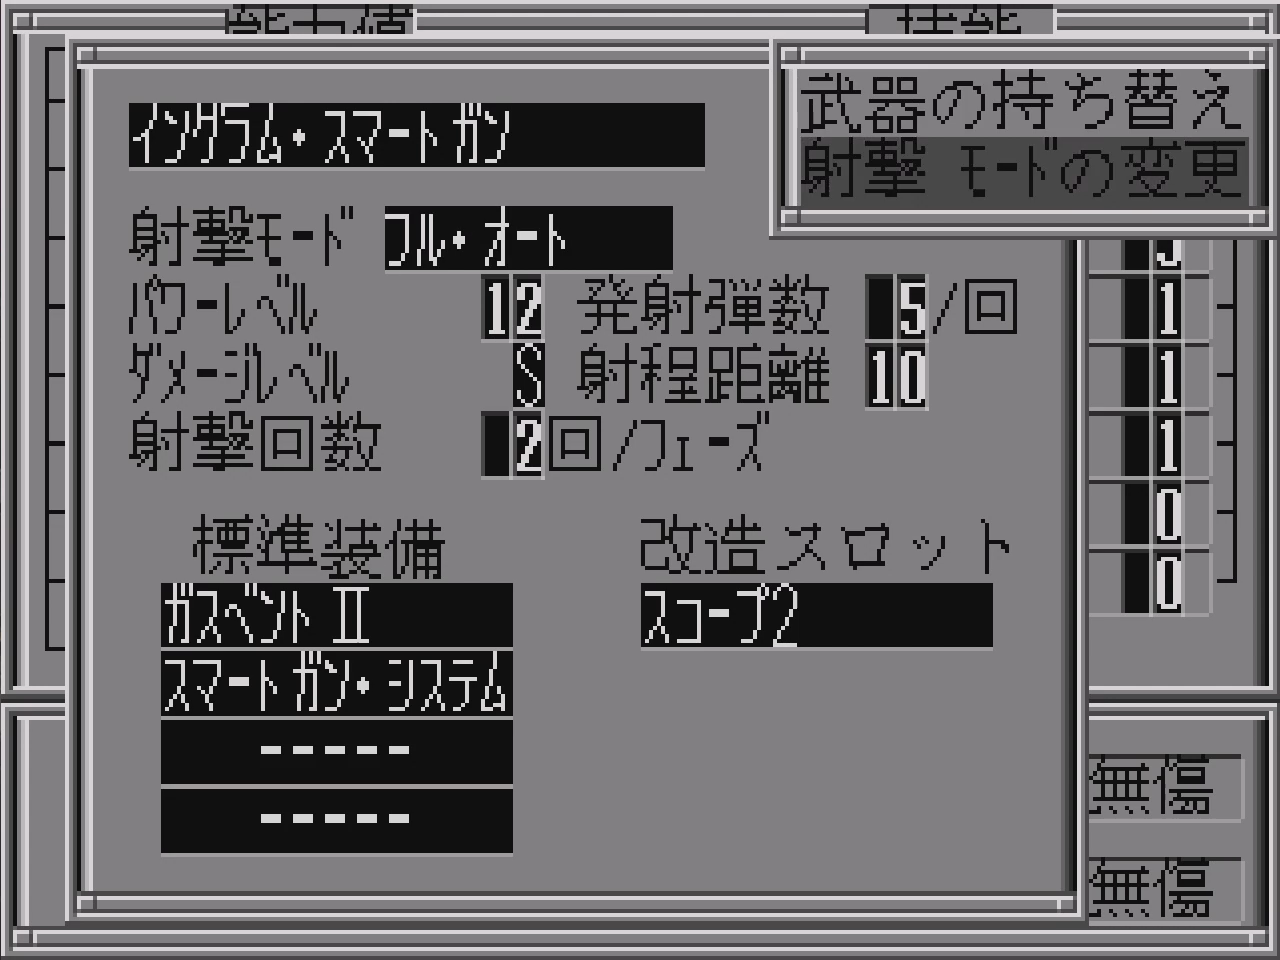 能力値 技能
武器の持ち替え
射撃 モードの変更
イングラム・スマートガン
射撃モード フル・オート
パワーレベル 12 発射弾数 5/回
ダメージレベル S 射程距離 10
射撃回数 2回/フェーズ
標準装備 改造スロット
ガスベント II スコープ2
スマートガン・システム
-----
-----
1
1
1
0
0
無傷
無傷